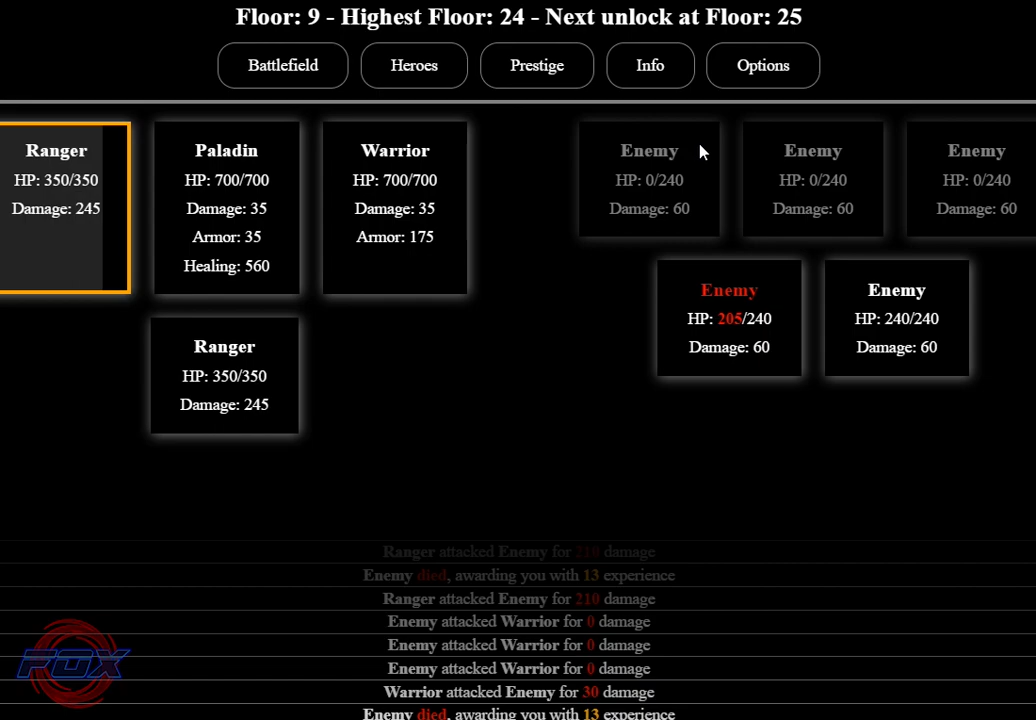 Floor: 9 - Highest Floor: 24 - Next unlock at Floor: 25
Battlefield
Heroes
Prestige
Info
Options
Ranger
HP: 350/350
Damage: 245
Paladin
HP: 700/700
Damage: 35
Armor: 35
Healing: 560
Warrior
HP: 700/700
Damage: 35
Armor: 175
Enemy
HP: 0/240
Damage: 60
Enemy
HP: 0/240
Damage: 60
Enemy
HP: 0/240
Damage: 60
Enemy
HP: 205/240
Damage: 60
Enemy
HP: 240/240
Damage: 60
Ranger
HP: 350/350
Damage: 245
Ranger attacked Enemy for 210 damage
Enemy died, awarding you with 13 experience
Ranger attacked Enemy for 210 damage
Enemy attacked Warrior for 0 damage
Enemy attacked Warrior for 0 damage
Enemy attacked Warrior for 0 damage
Warrior attacked Enemy for 30 damage
Enemy died, awarding you with 13 experience
FOX